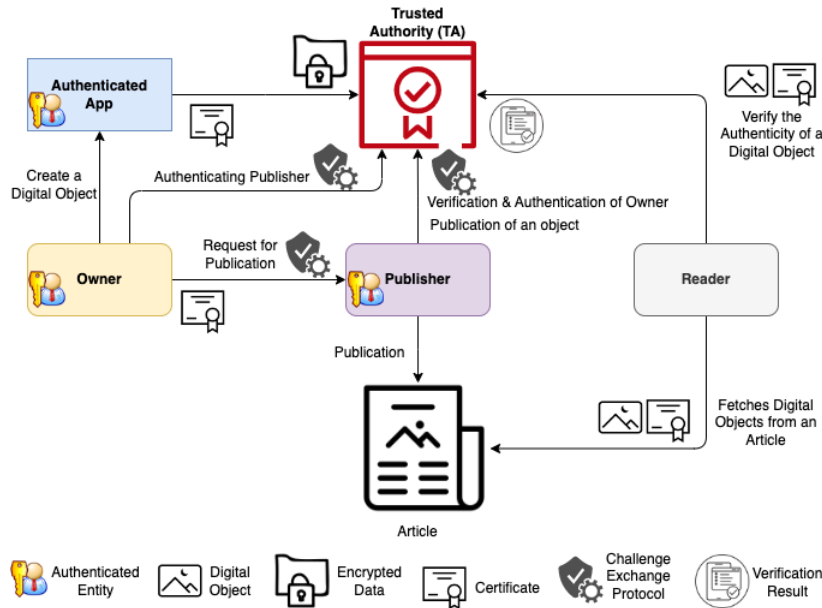 Trusted
Authority (TA)
Authenticated
App
Verify the
Authenticity of a
Digital Object
Create a
Digital Object
Authenticating Publisher
Verification & Authentication of Owner
Publication of an object
Request for
Publication
Owner
Publisher
Reader
Publication
Fetches Digital
Objects from an
Article
Article
Authenticated
Entity
Digital
Object
Encrypted
Data
Certificate
Challenge
Exchange
Protocol
Verification
Result